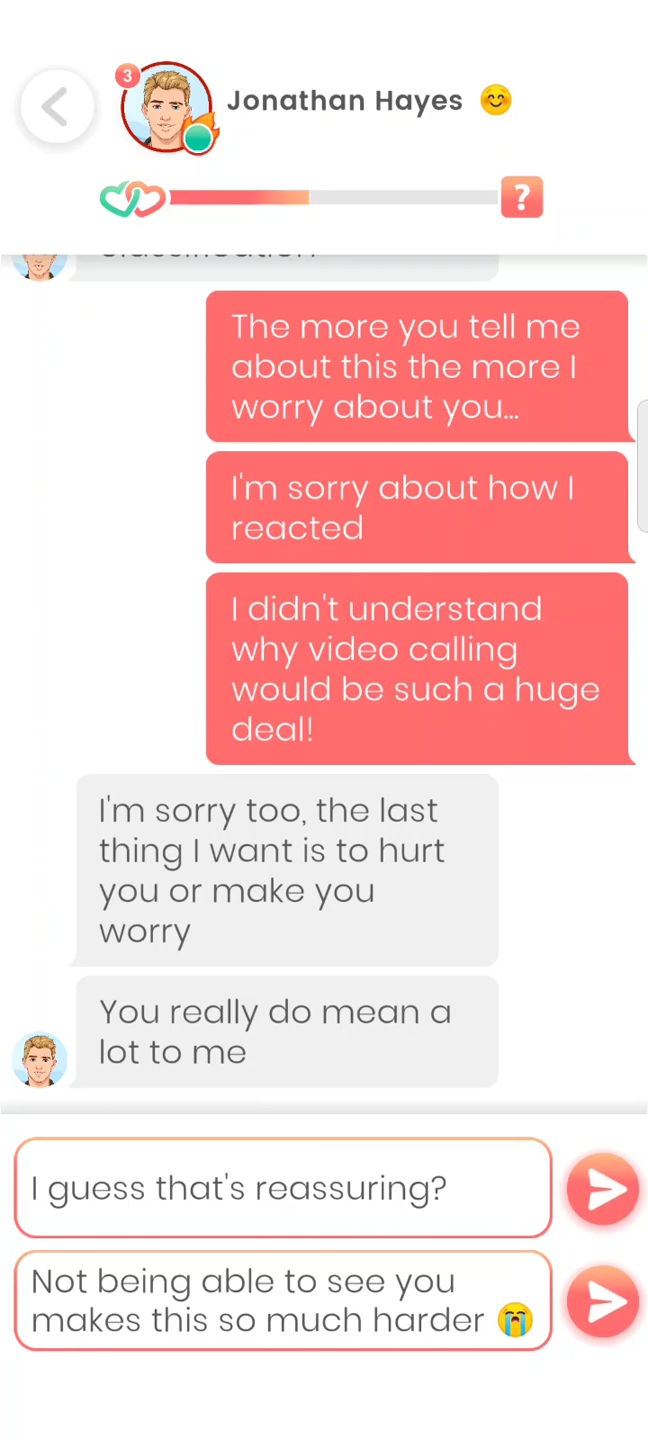 3
Jonathan Hayes 😊
?
The more you tell me
about this the more I
worry about you...
I'm sorry about how I
reacted
I didn't understand
why video calling
would be such a huge
deal!
I'm sorry too, the last
thing I want is to hurt
you or make you
worry
You really do mean a
lot to me
I guess that's reassuring?
Not being able to see you
makes this so much harder 😭